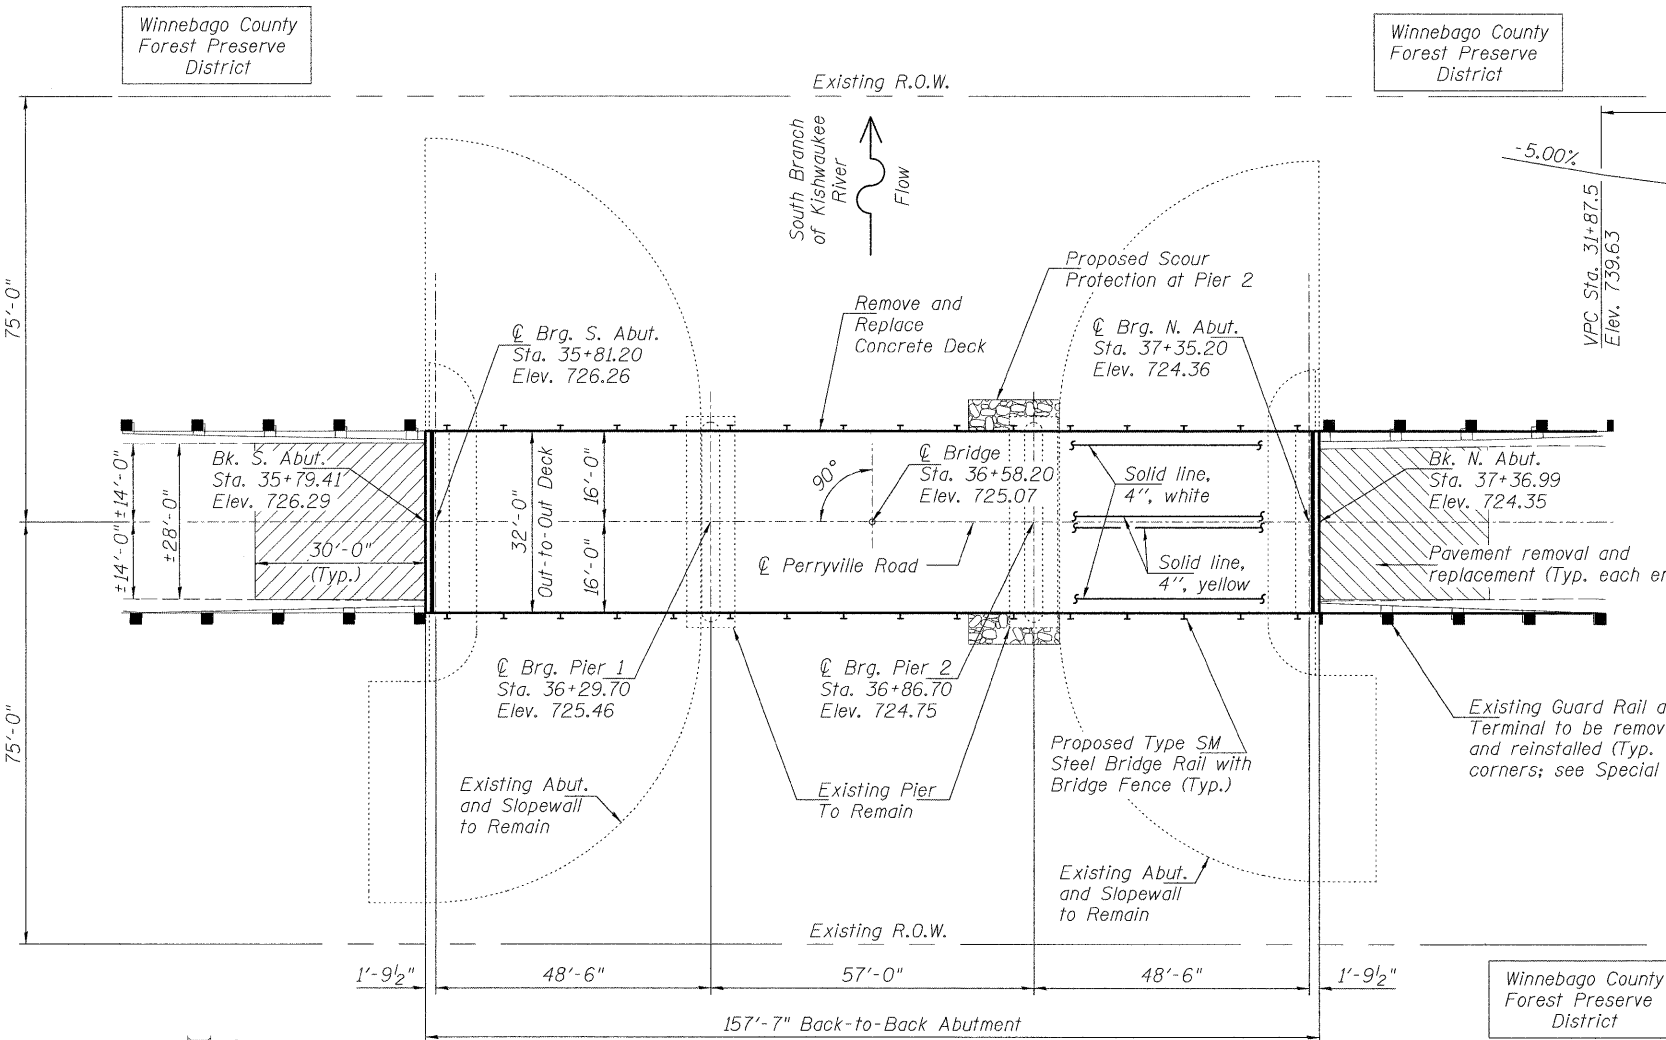 Winnebago County
Forest Preserve
District
Winnebago County
Forest Preserve
District
Existing R.O.W.
South Branch
of Kishwaukee
River
Flow
-5.00%
VPC Sta. 31+87.5
Elev. 739.63
75'-0"
75'-0"
Proposed Scour
Protection at Pier 2
Remove and
Replace
Concrete Deck
℄ Brg. S. Abut.
Sta. 35+81.20
Elev. 726.26
℄ Brg. N. Abut.
Sta. 37+35.20
Elev. 724.36
Bk. S. Abut.
Sta. 35+79.41
Elev. 726.29
±14'-0"
±14'-0"
±28'-0"
30'-0"
(Typ.)
32'-0"
Out-to-Out Deck
16'-0"
16'-0"
90°
℄ Bridge
Sta. 36+58.20
Elev. 725.07
Solid line,
4", white
Bk. N. Abut.
Sta. 37+36.99
Elev. 724.35
℄ Perryville Road
Solid line,
4", yellow
Pavement removal and
replacement (Typ. each en
℄ Brg. Pier 1
Sta. 36+29.70
Elev. 725.46
℄ Brg. Pier 2
Sta. 36+86.70
Elev. 724.75
Existing Guard Rail a
Terminal to be remov
and reinstalled (Typ.
corners; see Special
Proposed Type SM
Steel Bridge Rail with
Bridge Fence (Typ.)
Existing Abut.
and Slopewall
to Remain
Existing Pier
To Remain
Existing Abut.
and Slopewall
to Remain
Existing R.O.W.
1'-9½"
48'-6"
57'-0"
48'-6"
1'-9½"
157'-7" Back-to-Back Abutment
Winnebago County
Forest Preserve
District